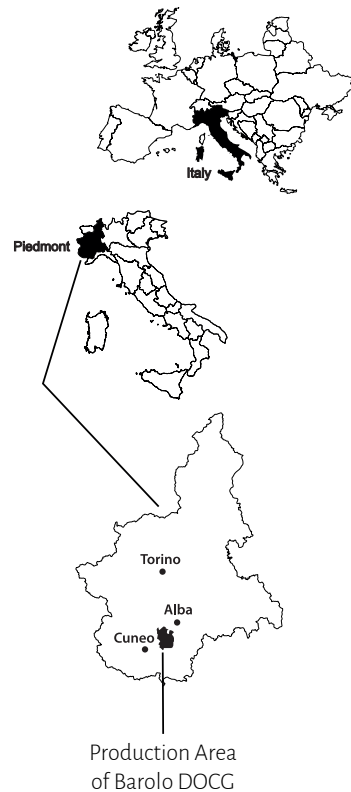 Italy
Piedmont
Torino
Alba
Cuneo
Production Area
of Barolo DOCG